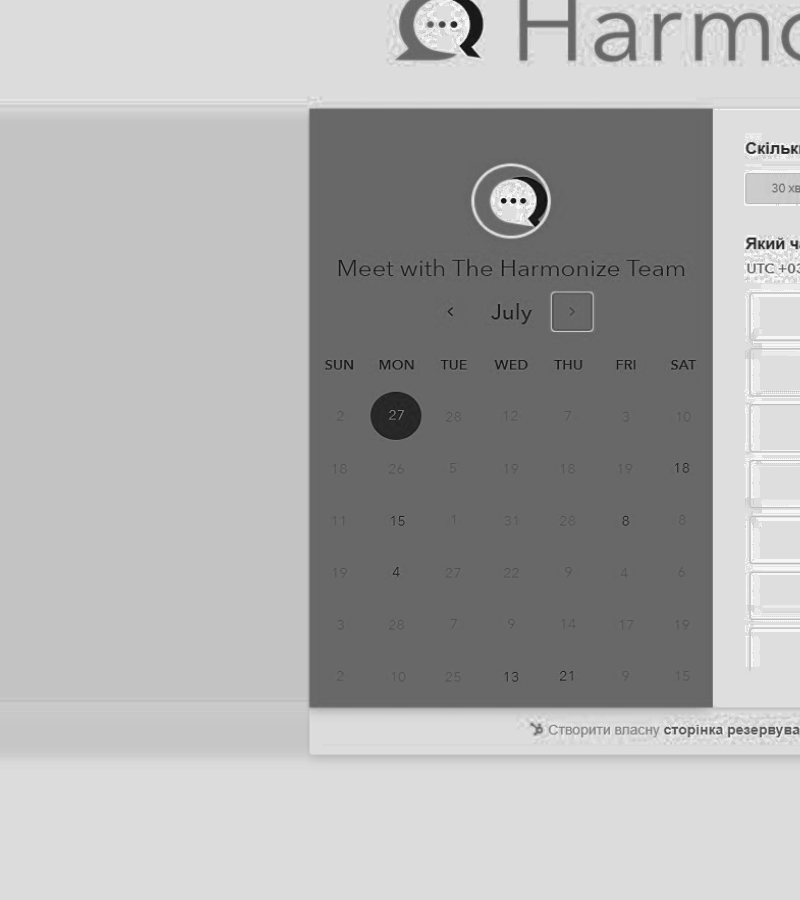 Harmo
Meet with The Harmonize Team
July
SUN MON TUE WED THU FRI SAT
2 27 28 12 7 3 10
18 26 5 19 18 19 18
11 15 1 31 28 8 8
19 4 27 22 9 4 6
3 28 7 9 14 17 19
2 10 25 13 21 9 15
Скільк
30 хв
Який ча
UTC +03
Створити власну сторінка резервува